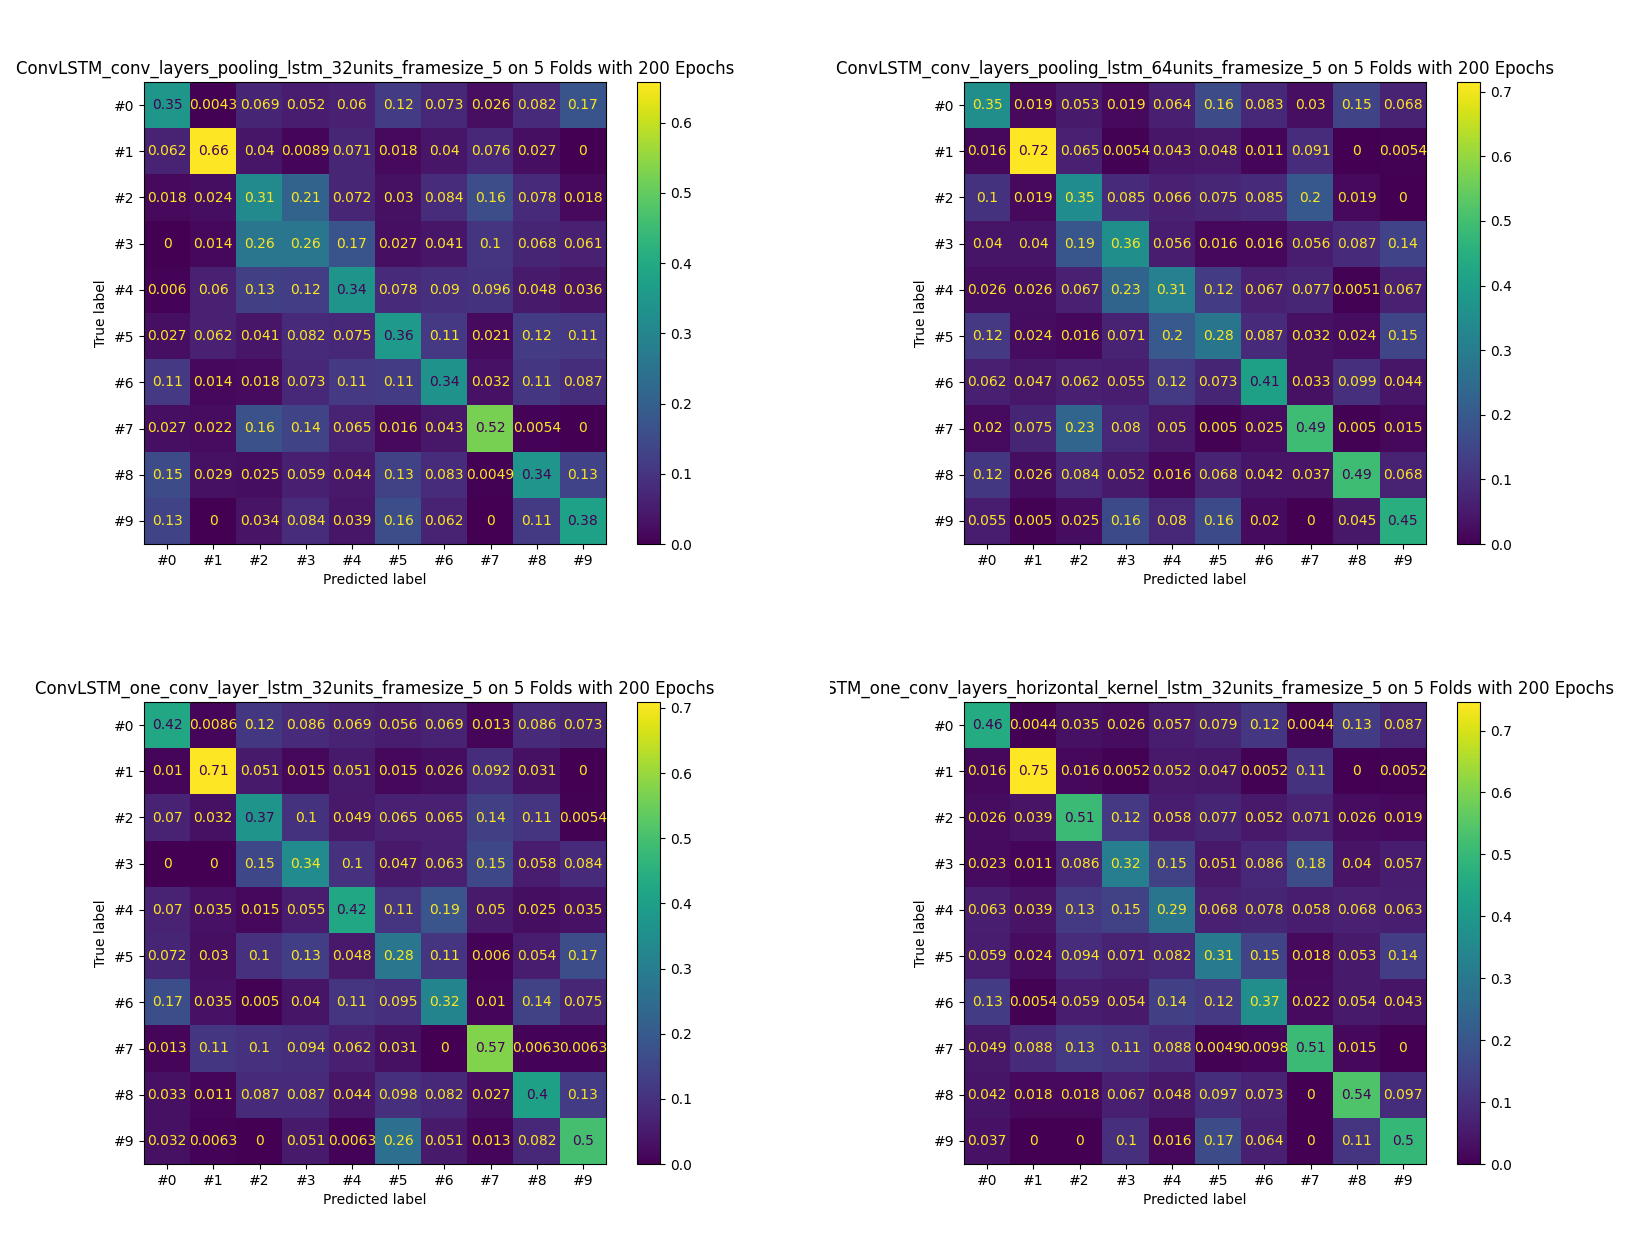 ConvLSTM_conv_layers_pooling_lstm_32units_framesize_5 on 5 Folds with 200 Epochs
#0 0.35 0.0043 0.069 0.052 0.06 0.12 0.073 0.026 0.082 0.17
#1 0.062 0.66 0.04 0.0089 0.071 0.018 0.04 0.076 0.027 0
#2 0.018 0.024 0.31 0.21 0.072 0.03 0.084 0.16 0.078 0.018
#3 0 0.014 0.26 0.26 0.17 0.027 0.041 0.1 0.068 0.061
#4 0.006 0.06 0.13 0.12 0.34 0.078 0.09 0.096 0.048 0.036
#5 0.027 0.062 0.041 0.082 0.075 0.36 0.11 0.021 0.12 0.11
#6 0.11 0.014 0.018 0.073 0.11 0.11 0.34 0.032 0.11 0.087
#7 0.027 0.022 0.16 0.14 0.065 0.016 0.043 0.52 0.0054 0
#8 0.15 0.029 0.025 0.059 0.044 0.13 0.083 0.0049 0.34 0.13
#9 0.13 0 0.034 0.084 0.039 0.16 0.062 0 0.11 0.38
#0 #1 #2 #3 #4 #5 #6 #7 #8 #9
Predicted label
True label
0.6
0.5
0.4
0.3
0.2
0.1
0.0
ConvLSTM_conv_layers_pooling_lstm_64units_framesize_5 on 5 Folds with 200 Epochs
#0 0.35 0.019 0.053 0.019 0.064 0.16 0.083 0.03 0.15 0.068
#1 0.016 0.72 0.065 0.0054 0.043 0.048 0.011 0.091 0 0.0054
#2 0.1 0.019 0.35 0.085 0.066 0.075 0.085 0.2 0.019 0
#3 0.04 0.04 0.19 0.36 0.056 0.016 0.016 0.056 0.087 0.14
#4 0.026 0.026 0.067 0.23 0.31 0.12 0.067 0.077 0.0051 0.067
#5 0.12 0.024 0.016 0.071 0.2 0.28 0.087 0.032 0.024 0.15
#6 0.062 0.047 0.062 0.055 0.12 0.073 0.41 0.033 0.099 0.044
#7 0.02 0.075 0.23 0.08 0.05 0.005 0.025 0.49 0.005 0.015
#8 0.12 0.026 0.084 0.052 0.016 0.068 0.042 0.037 0.49 0.068
#9 0.055 0.005 0.025 0.16 0.08 0.16 0.02 0 0.045 0.45
#0 #1 #2 #3 #4 #5 #6 #7 #8 #9
Predicted label
True label
0.7
0.6
0.5
0.4
0.3
0.2
0.1
0.0
ConvLSTM_one_conv_layer_lstm_32units_framesize_5 on 5 Folds with 200 Epochs
#0 0.42 0.0086 0.12 0.086 0.069 0.056 0.069 0.013 0.086 0.073
#1 0.01 0.71 0.051 0.015 0.051 0.015 0.026 0.092 0.031 0
#2 0.07 0.032 0.37 0.1 0.049 0.065 0.065 0.14 0.11 0.0054
#3 0 0 0.15 0.34 0.1 0.047 0.063 0.15 0.058 0.084
#4 0.07 0.035 0.015 0.055 0.42 0.11 0.19 0.05 0.025 0.035
#5 0.072 0.03 0.1 0.13 0.048 0.28 0.11 0.006 0.054 0.17
#6 0.17 0.035 0.005 0.04 0.11 0.095 0.32 0.01 0.14 0.075
#7 0.013 0.11 0.1 0.094 0.062 0.031 0 0.57 0.0063 0.0063
#8 0.033 0.011 0.087 0.087 0.044 0.098 0.082 0.027 0.4 0.13
#9 0.032 0.0063 0 0.051 0.0063 0.26 0.051 0.013 0.082 0.5
#0 #1 #2 #3 #4 #5 #6 #7 #8 #9
Predicted label
True label
0.7
0.6
0.5
0.4
0.3
0.2
0.1
0.0
STM_one_conv_layers_horizontal_kernel_lstm_32units_framesize_5 on 5 Folds with 200 Epochs
#0 0.46 0.0044 0.035 0.026 0.057 0.079 0.12 0.0044 0.13 0.087
#1 0.016 0.75 0.016 0.0052 0.052 0.047 0.0052 0.11 0 0.0052
#2 0.026 0.039 0.51 0.12 0.058 0.077 0.052 0.071 0.026 0.019
#3 0.023 0.011 0.086 0.32 0.15 0.051 0.086 0.18 0.04 0.057
#4 0.063 0.039 0.13 0.15 0.29 0.068 0.078 0.058 0.068 0.063
#5 0.059 0.024 0.094 0.071 0.082 0.31 0.15 0.018 0.053 0.14
#6 0.13 0.0054 0.059 0.054 0.14 0.12 0.37 0.022 0.054 0.043
#7 0.049 0.088 0.13 0.11 0.088 0.0049 0.0098 0.51 0.015 0
#8 0.042 0.018 0.018 0.067 0.048 0.097 0.073 0 0.54 0.097
#9 0.037 0 0 0.1 0.016 0.17 0.064 0 0.11 0.5
#0 #1 #2 #3 #4 #5 #6 #7 #8 #9
Predicted label
True label
0.7
0.6
0.5
0.4
0.3
0.2
0.1
0.0